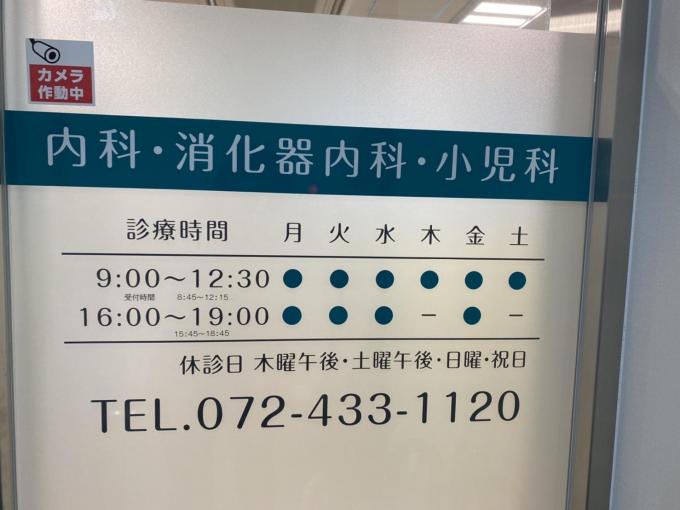 カメラ
作動中
内科・消化器内科・小児科
診療時間 月 火 水 木 金 土
9:00〜12:30 ● ● ● ● ● ●
受付時間 8:45〜12:15
16:00〜19:00 ● ● ● − ● −
15:45〜18:45
休診日 木曜午後・土曜午後・日曜・祝日
TEL.072-433-1120